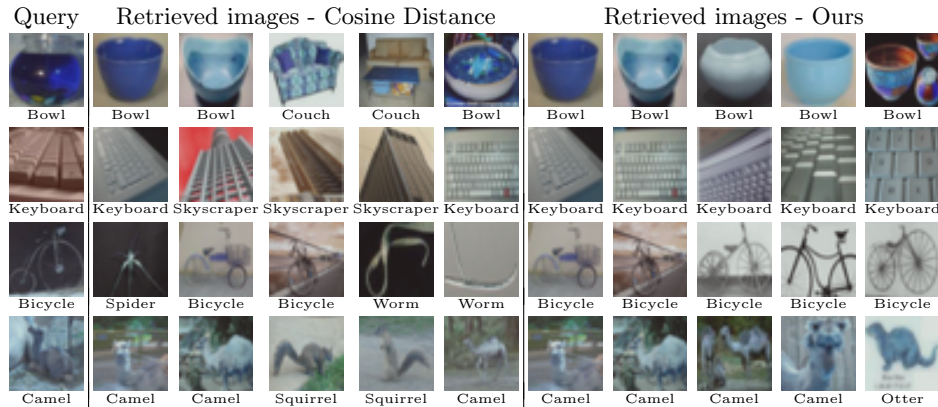 Query Retrieved images - Cosine Distance Retrieved images - Ours
Bowl Bowl Bowl Couch Couch Bowl Bowl Bowl Bowl Bowl Bowl
Keyboard Keyboard Skyscraper Skyscraper Skyscraper Keyboard Keyboard Keyboard Keyboard Keyboard Keyboard
Bicycle Spider Bicycle Bicycle Worm Worm Bicycle Bicycle Bicycle Bicycle Bicycle
Camel Camel Camel Squirrel Squirrel Camel Camel Camel Camel Camel Otter